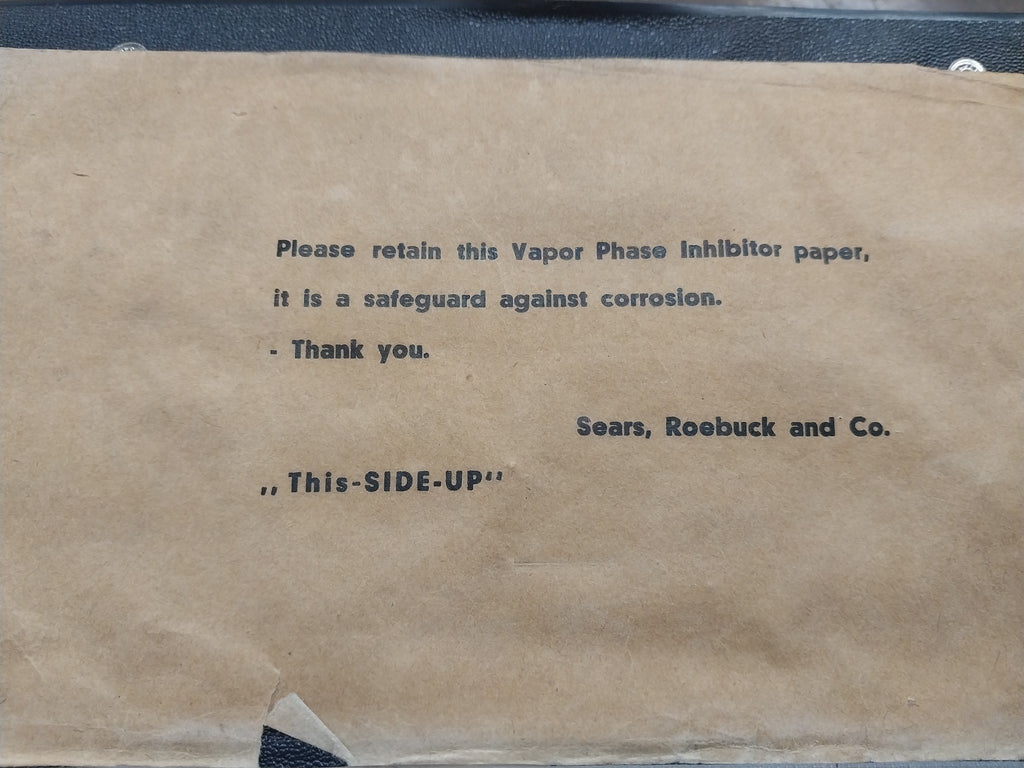 Please retain this Vapor Phase Inhibitor paper,
it is a safeguard against corrosion.
- Thank you.
Sears, Roebuck and Co.
„This-SIDE-UP“